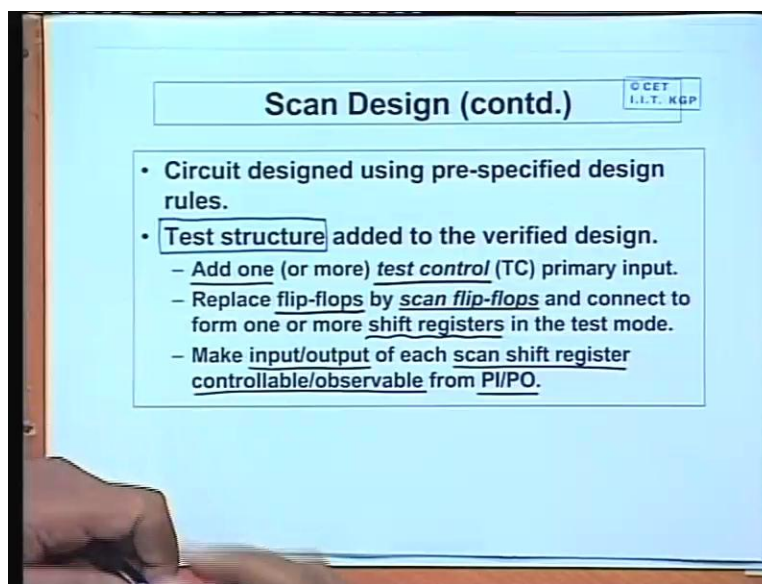 Scan Design (contd.)
© CET
I.I.T. KGP
• Circuit designed using pre-specified design
rules.
• Test structure added to the verified design.
– Add one (or more) test control (TC) primary input.
– Replace flip-flops by scan flip-flops and connect to
form one or more shift registers in the test mode.
– Make input/output of each scan shift register
controllable/observable from PI/PO.